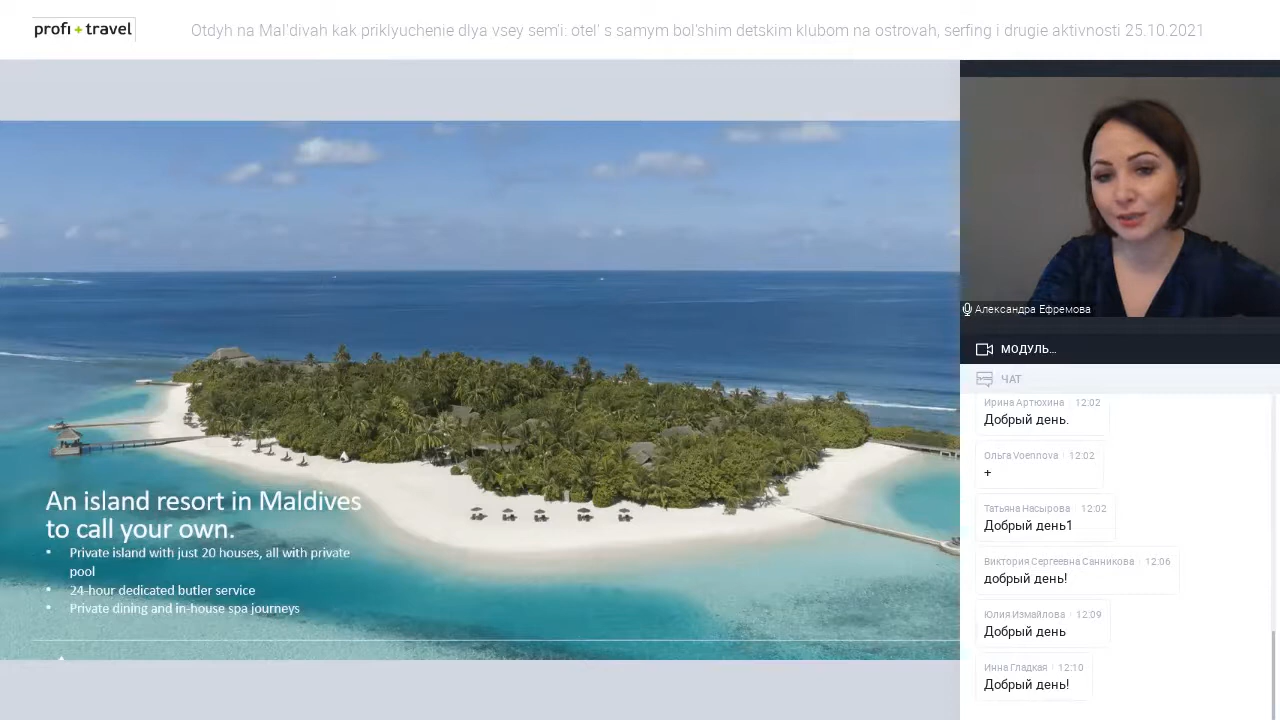 profi + travel
Otdyh na Mal'divah kak priklyuchenie dlya vsey sem'i: otel' s samym bol'shim detskim klubom na ostrovah, serfing i drugie aktivnosti 25.10.2021
An island resort in Maldives
to call your own.
▪ Private island with just 20 houses, all with private
pool
▪ 24-hour dedicated butler service
▪ Private dining and in-house spa journeys
Александра Ефремова
МОДУЛЬ...
ЧАТ
Ирина Артюхина 12:02
Добрый день.
Ольга Voennova 12:02
+
Татьяна Насырова 12:02
Добрый день1
Виктория Сергеевна Санникова 12:06
добрый день!
Юлия Измайлова 12:09
Добрый день
Инна Гладкая 12:10
Добрый день!